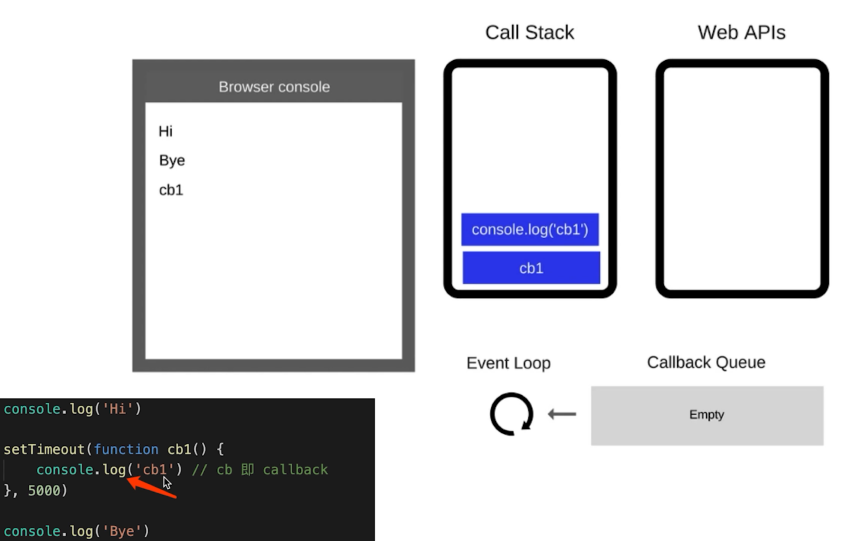 Call Stack
Web APIs
Browser console
Hi
Bye
cb1
console.log('cb1')
cb1
Event Loop
Callback Queue
Empty
console.log('Hi')
setTimeout(function cb1() {
console.log('cb1') // cb 即 callback
}, 5000)
console.log('Bye')